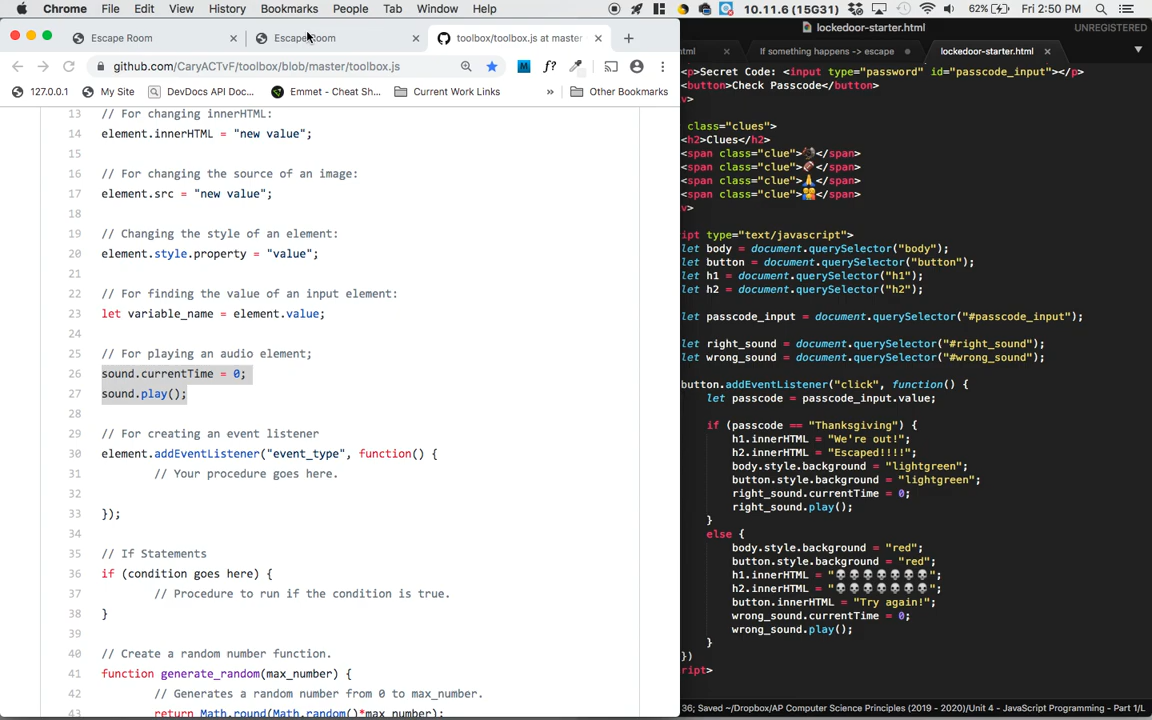 Chrome File Edit View History Bookmarks People Tab Window Help 10.11.6 (15G31) 62% Fri 2:50 PM
Escape Room × Escape Room × toolbox/toolbox.js at master × +
github.com/CaryACTvF/toolbox/blob/master/toolbox.js
127.0.0.1 My Site DevDocs API Doc... Emmet - Cheat Sh... Current Work Links » Other Bookmarks
13 // For changing innerHTML:
14 element.innerHTML = "new value";
15
16 // For changing the source of an image:
17 element.src = "new value";
18
19 // Changing the style of an element:
20 element.style.property = "value";
21
22 // For finding the value of an input element:
23 let variable_name = element.value;
24
25 // For playing an audio element;
26 sound.currentTime = 0;
27 sound.play();
28
29 // For creating an event listener
30 element.addEventListener("event_type", function() {
31 // Your procedure goes here.
32
33 });
34
35 // If Statements
36 if (condition goes here) {
37 // Procedure to run if the condition is true.
38 }
39
40 // Create a random number function.
41 function generate_random(max_number) {
42 // Generates a random number from 0 to max_number.
43 return Math.round(Math.random()*max_number);
lockedoor-starter.html UNREGISTERED
html × If something happens -> escape lockedoor-starter.html ×
<p>Secret Code: <input type="password" id="passcode_input"></p>
<button>Check Passcode</button>
v>
class="clues">
<h2>Clues</h2>
<span class="clue">🦃</span>
<span class="clue">🏈</span>
<span class="clue">🙏</span>
<span class="clue">👪</span>
v>
ipt type="text/javascript">
let body = document.querySelector("body");
let button = document.querySelector("button");
let h1 = document.querySelector("h1");
let h2 = document.querySelector("h2");
let passcode_input = document.querySelector("#passcode_input");
let right_sound = document.querySelector("#right_sound");
let wrong_sound = document.querySelector("#wrong_sound");
button.addEventListener("click", function() {
let passcode = passcode_input.value;
if (passcode == "Thanksgiving") {
h1.innerHTML = "We're out!";
h2.innerHTML = "Escaped!!!!";
body.style.background = "lightgreen";
button.style.background = "lightgreen";
right_sound.currentTime = 0;
right_sound.play();
}
else {
body.style.background = "red";
button.style.background = "red";
h1.innerHTML = "💀💀💀💀💀💀💀";
h2.innerHTML = "💀💀💀💀💀💀💀";
button.innerHTML = "Try again!";
wrong_sound.currentTime = 0;
wrong_sound.play();
}
})
ript>
36; Saved ~/Dropbox/AP Computer Science Principles (2019 - 2020)/Unit 4 - JavaScript Programming - Part 1/L